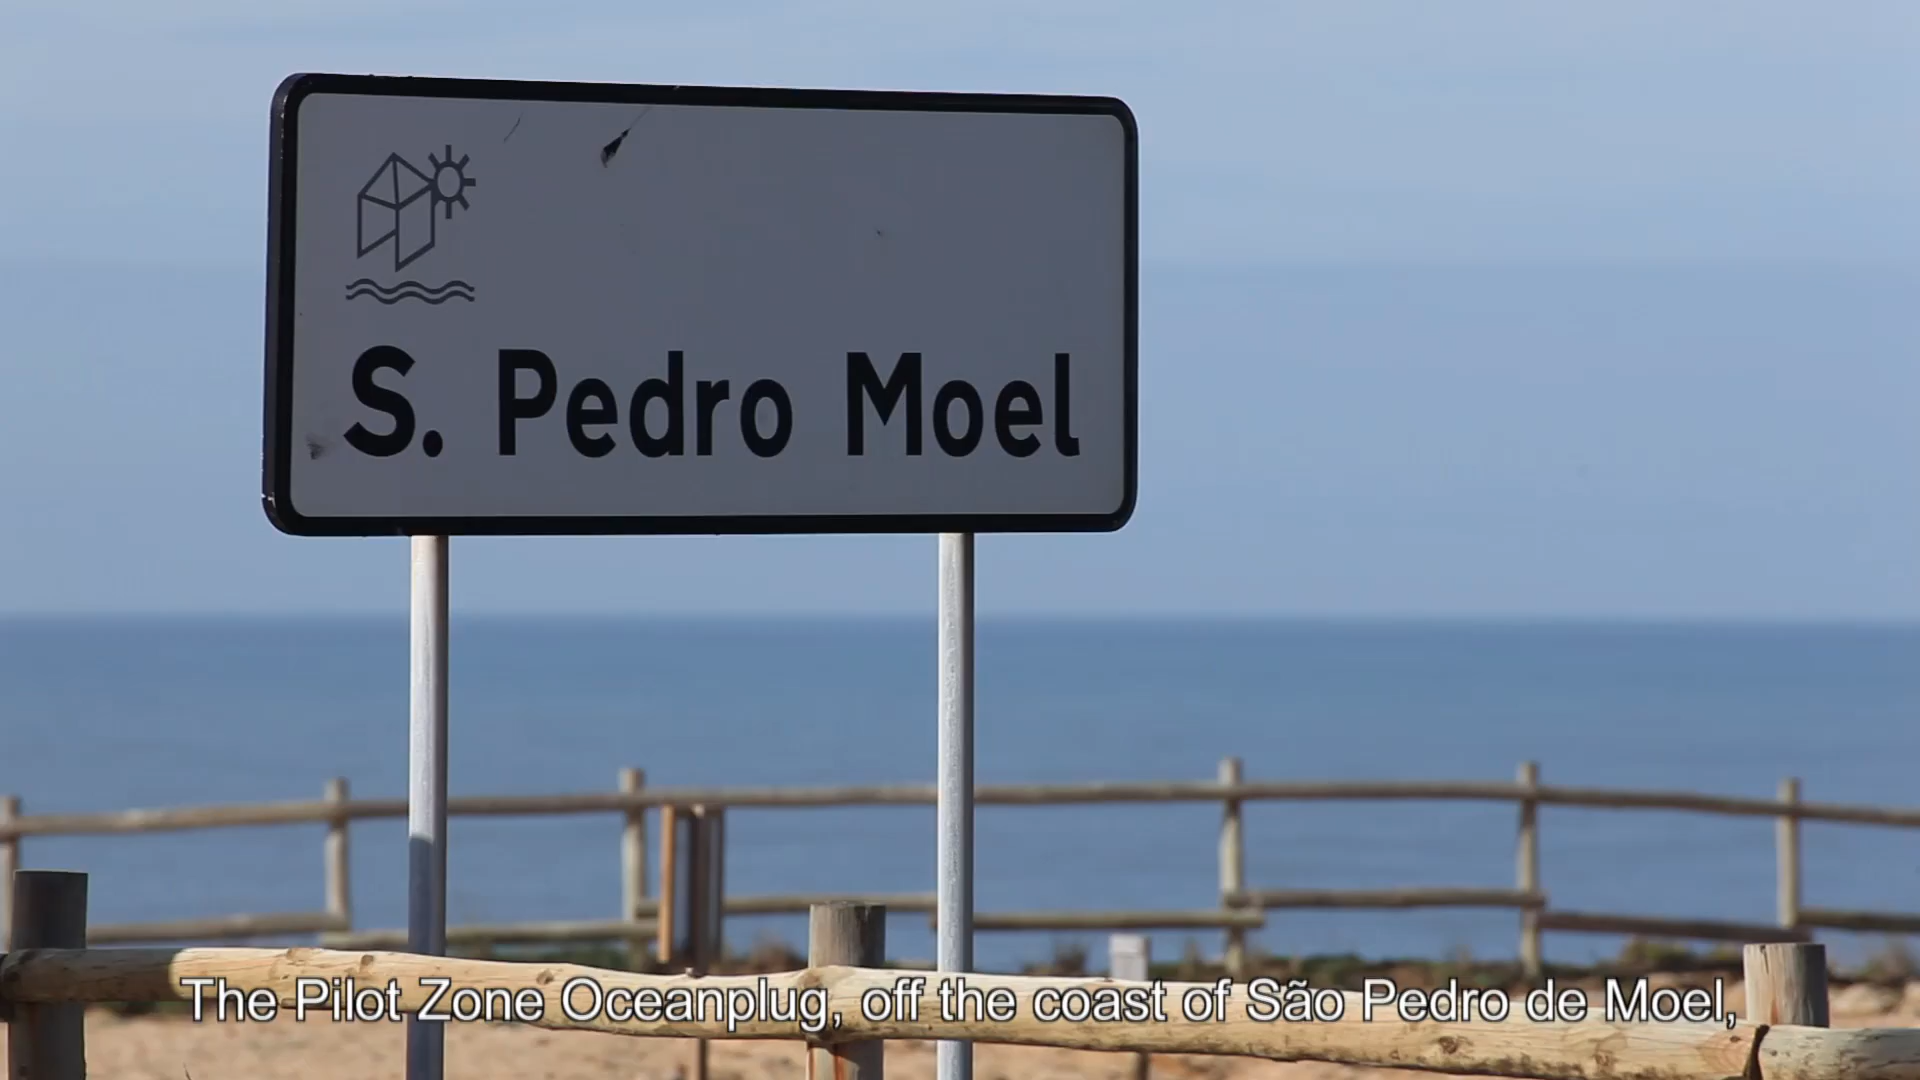 S. Pedro Moel
The Pilot Zone Oceanplug, off the coast of São Pedro de Moel,